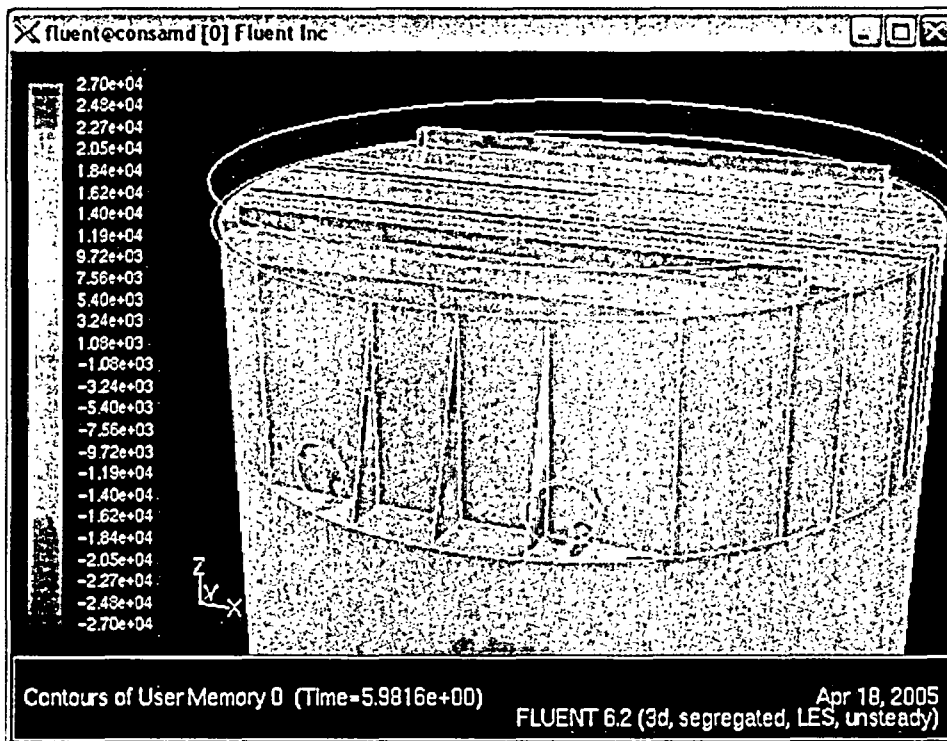 fluent@consamd [0] Fluent Inc
2.70e+04
2.48e+04
2.27e+04
2.05e+04
1.84e+04
1.62e+04
1.40e+04
1.19e+04
9.72e+03
7.56e+03
5.40e+03
3.24e+03
1.08e+03
-1.08e+03
-3.24e+03
-5.40e+03
-7.56e+03
-9.72e+03
-1.19e+04
-1.40e+04
-1.62e+04
-1.84e+04
-2.05e+04
-2.27e+04
-2.48e+04
-2.70e+04
Z
Y
X
Contours of User Memory 0 (Time=5.9816e+00)
Apr 18, 2005
FLUENT 6.2 (3d, segregated, LES, unsteady)